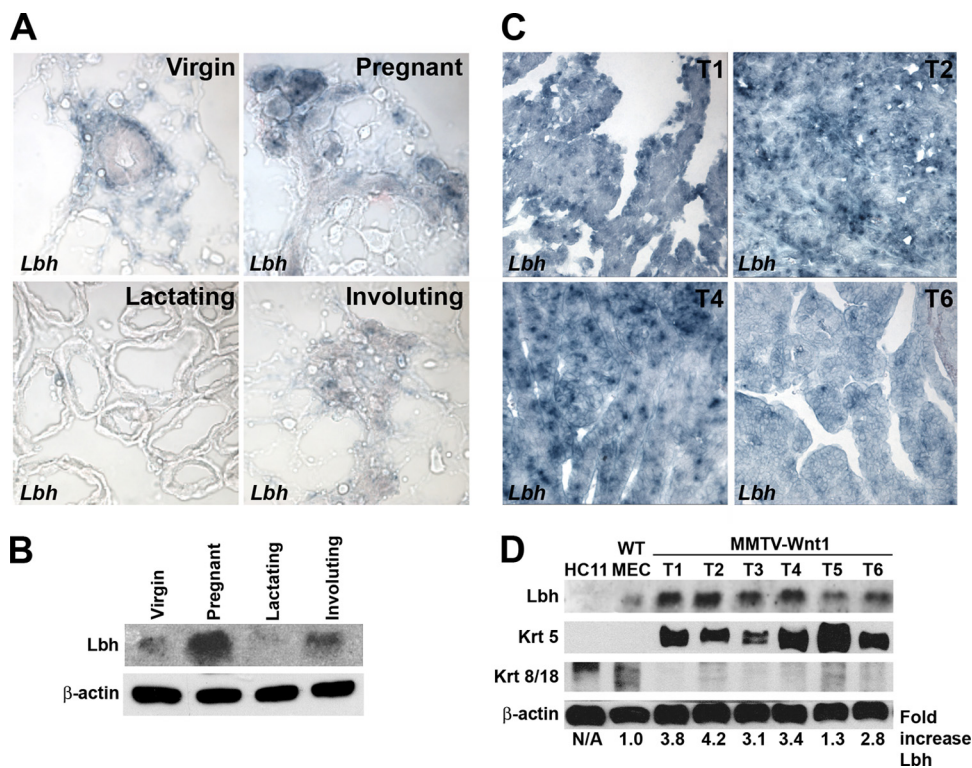 A
Virgin
Pregnant
Lbh
Lbh
Lactating
Involuting
Lbh
Lbh
C
T1
T2
Lbh
Lbh
T4
T6
Lbh
Lbh
B
Virgin
Pregnant
Lactating
Involuting
Lbh
β-actin
D
WT MMTV-Wnt1
HC11 MEC T1 T2 T3 T4 T5 T6
Lbh
Krt 5
Krt 8/18
β-actin
N/A 1.0 3.8 4.2 3.1 3.4 1.3 2.8
Fold
increase
Lbh